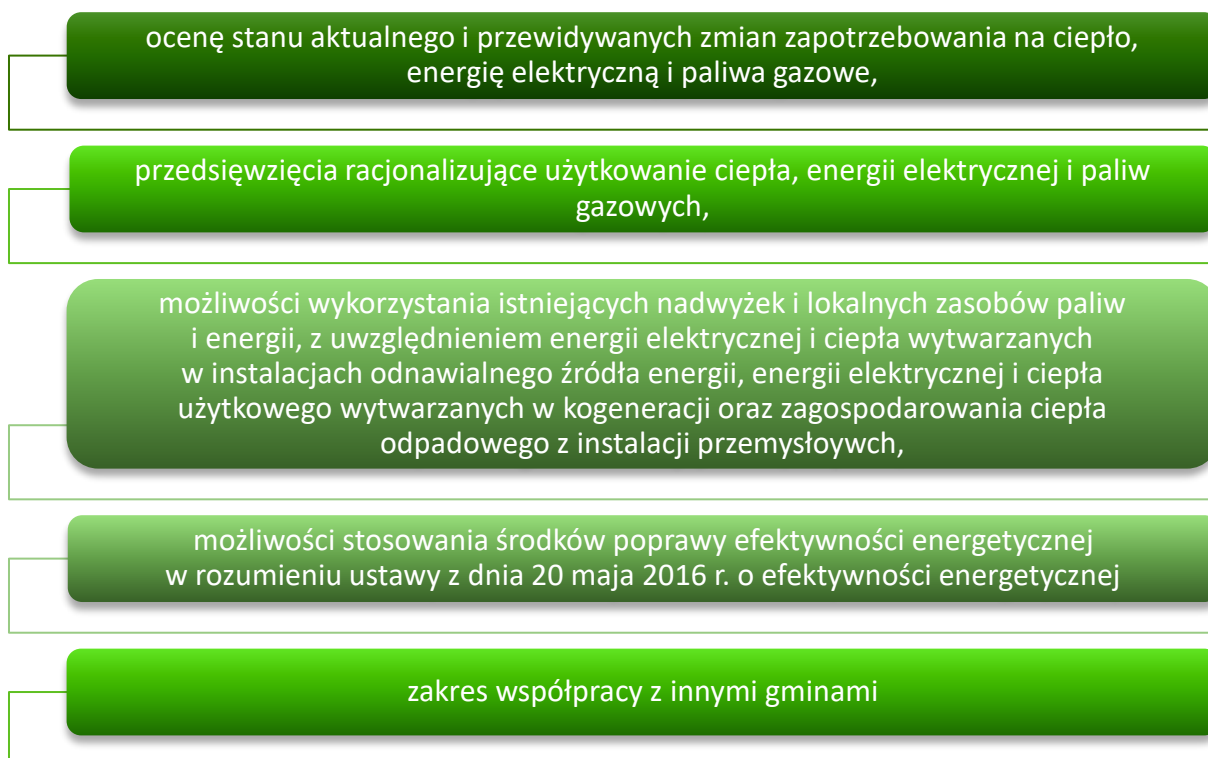 ocenę stanu aktualnego i przewidywanych zmian zapotrzebowania na ciepło,
energię elektryczną i paliwa gazowe,
przedsięwzięcia racjonalizujące użytkowanie ciepła, energii elektrycznej i paliw
gazowych,
możliwości wykorzystania istniejących nadwyżek i lokalnych zasobów paliw
i energii, z uwzględnieniem energii elektrycznej i ciepła wytwarzanych
w instalacjach odnawialnego źródła energii, energii elektrycznej i ciepła
użytkowego wytwarzanych w kogeneracji oraz zagospodarowania ciepła
odpadowego z instalacji przemysłoywch,
możliwości stosowania środków poprawy efektywności energetycznej
w rozumieniu ustawy z dnia 20 maja 2016 r. o efektywności energetycznej
zakres współpracy z innymi gminami